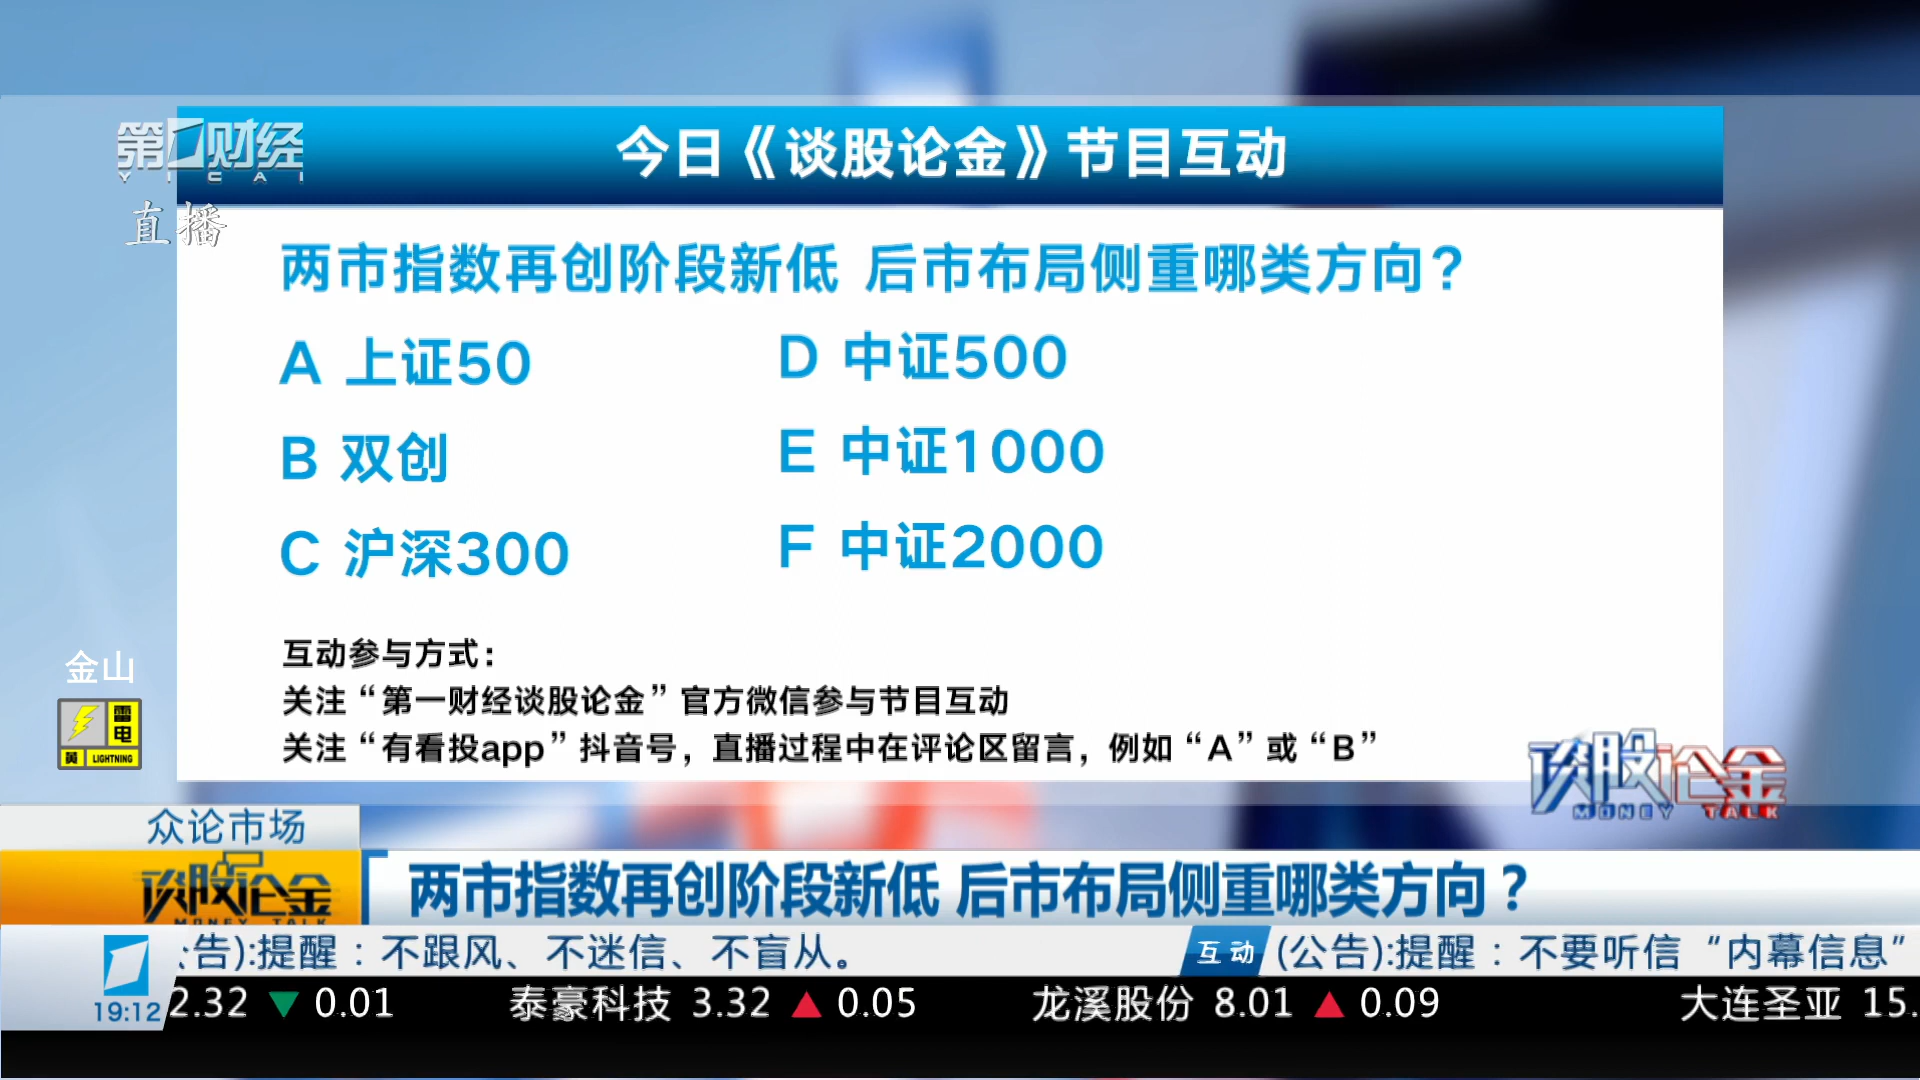 今日《谈股论金》节目互动
第一财经
YICAI
直播
两市指数再创阶段新低 后市布局侧重哪类方向？
A 上证50
D 中证500
B 双创
E 中证1000
C 沪深300
F 中证2000
互动参与方式：
关注“第一财经谈股论金”官方微信参与节目互动
关注“有看投app”抖音号，直播过程中在评论区留言，例如“A”或“B”
金山
雷电
黄 LIGHTNING
谈股论金
MONEY TALK
众论市场
谈股论金
MONEY TALK
两市指数再创阶段新低 后市布局侧重哪类方向？
告):提醒：不跟风、不迷信、不盲从。 互动 (公告):提醒：不要听信“内幕信息”
19:12
2.32 ▼ 0.01 泰豪科技 3.32 ▲ 0.05 龙溪股份 8.01 ▲ 0.09 大连圣亚 15.